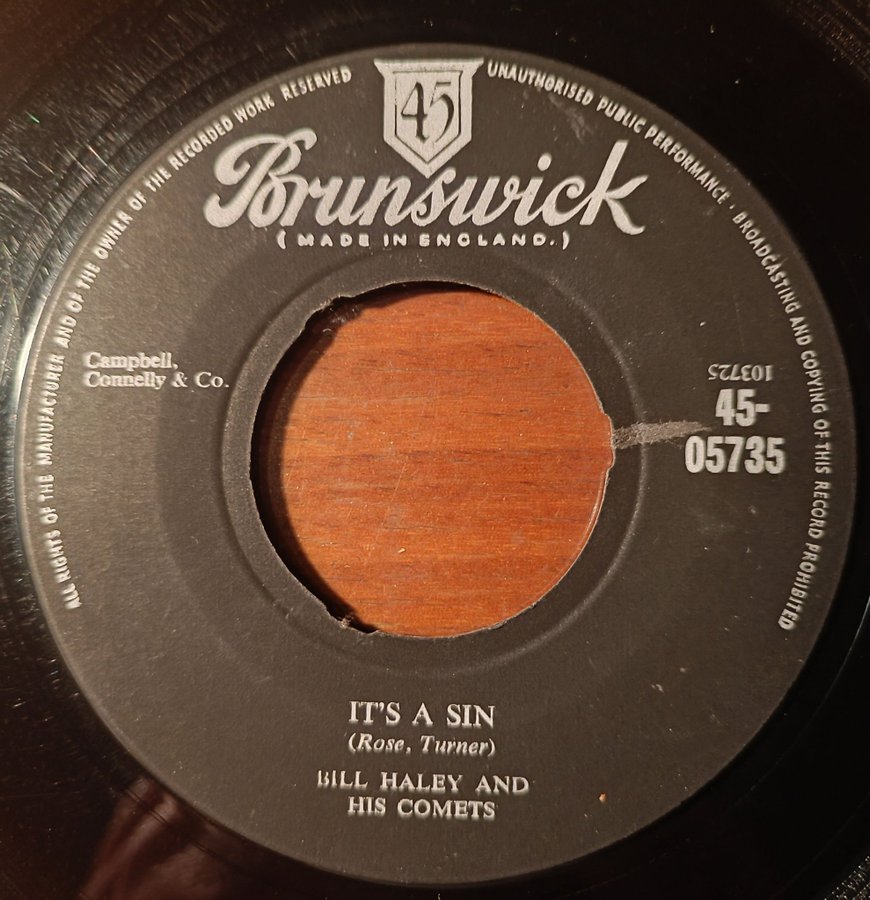 ALL RIGHTS OF THE MANUFACTURER AND OF THE OWNER OF THE RECORDED WORK RESERVED
UNAUTHORISED PUBLIC PERFORMANCE · BROADCASTING AND COPYING OF THIS RECORD PROHIBITED
45
Brunswick
(MADE IN ENGLAND.)
Campbell,
Connelly & Co.
103725
45-
05735
IT'S A SIN
(Rose, Turner)
BILL HALEY AND
HIS COMETS